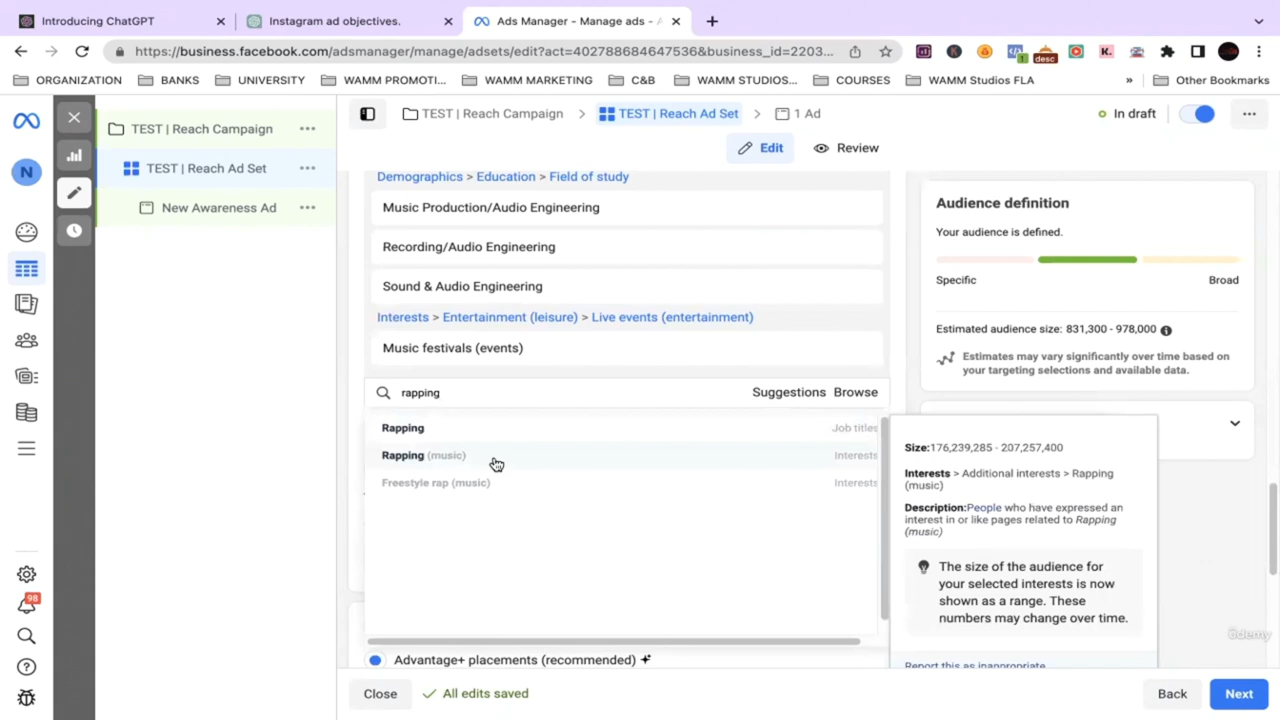 Introducing ChatGPT
Instagram ad objectives.
Ads Manager - Manage ads - A
https://business.facebook.com/adsmanager/manage/adsets/edit?act=402788684647536&business_id=2203...
1
desc
K.
ORGANIZATION
BANKS
UNIVERSITY
WAMM PROMOTI...
WAMM MARKETING
C&B
WAMM STUDIOS...
COURSES
WAMM Studios FLA
»
Other Bookmarks
TEST | Reach Campaign
TEST | Reach Ad Set
New Awareness Ad
N
98
TEST | Reach Campaign > TEST | Reach Ad Set > 1 Ad
In draft
Edit
Review
Demographics > Education > Field of study
Music Production/Audio Engineering
Recording/Audio Engineering
Sound & Audio Engineering
Interests > Entertainment (leisure) > Live events (entertainment)
Music festivals (events)
rapping
Suggestions Browse
Rapping Job titles
Rapping (music) Interests
Freestyle rap (music) Interests
Advantage+ placements (recommended)
Audience definition
Your audience is defined.
Specific Broad
Estimated audience size: 831,300 - 978,000
Estimates may vary significantly over time based on
your targeting selections and available data.
Size:176,239,285 - 207,257,400
Interests > Additional interests > Rapping
(music)
Description:People who have expressed an
interest in or like pages related to Rapping
(music)
The size of the audience for
your selected interests is now
shown as a range. These
numbers may change over time.
Report this as inappropriate
ûdemy
Close
All edits saved
Back
Next